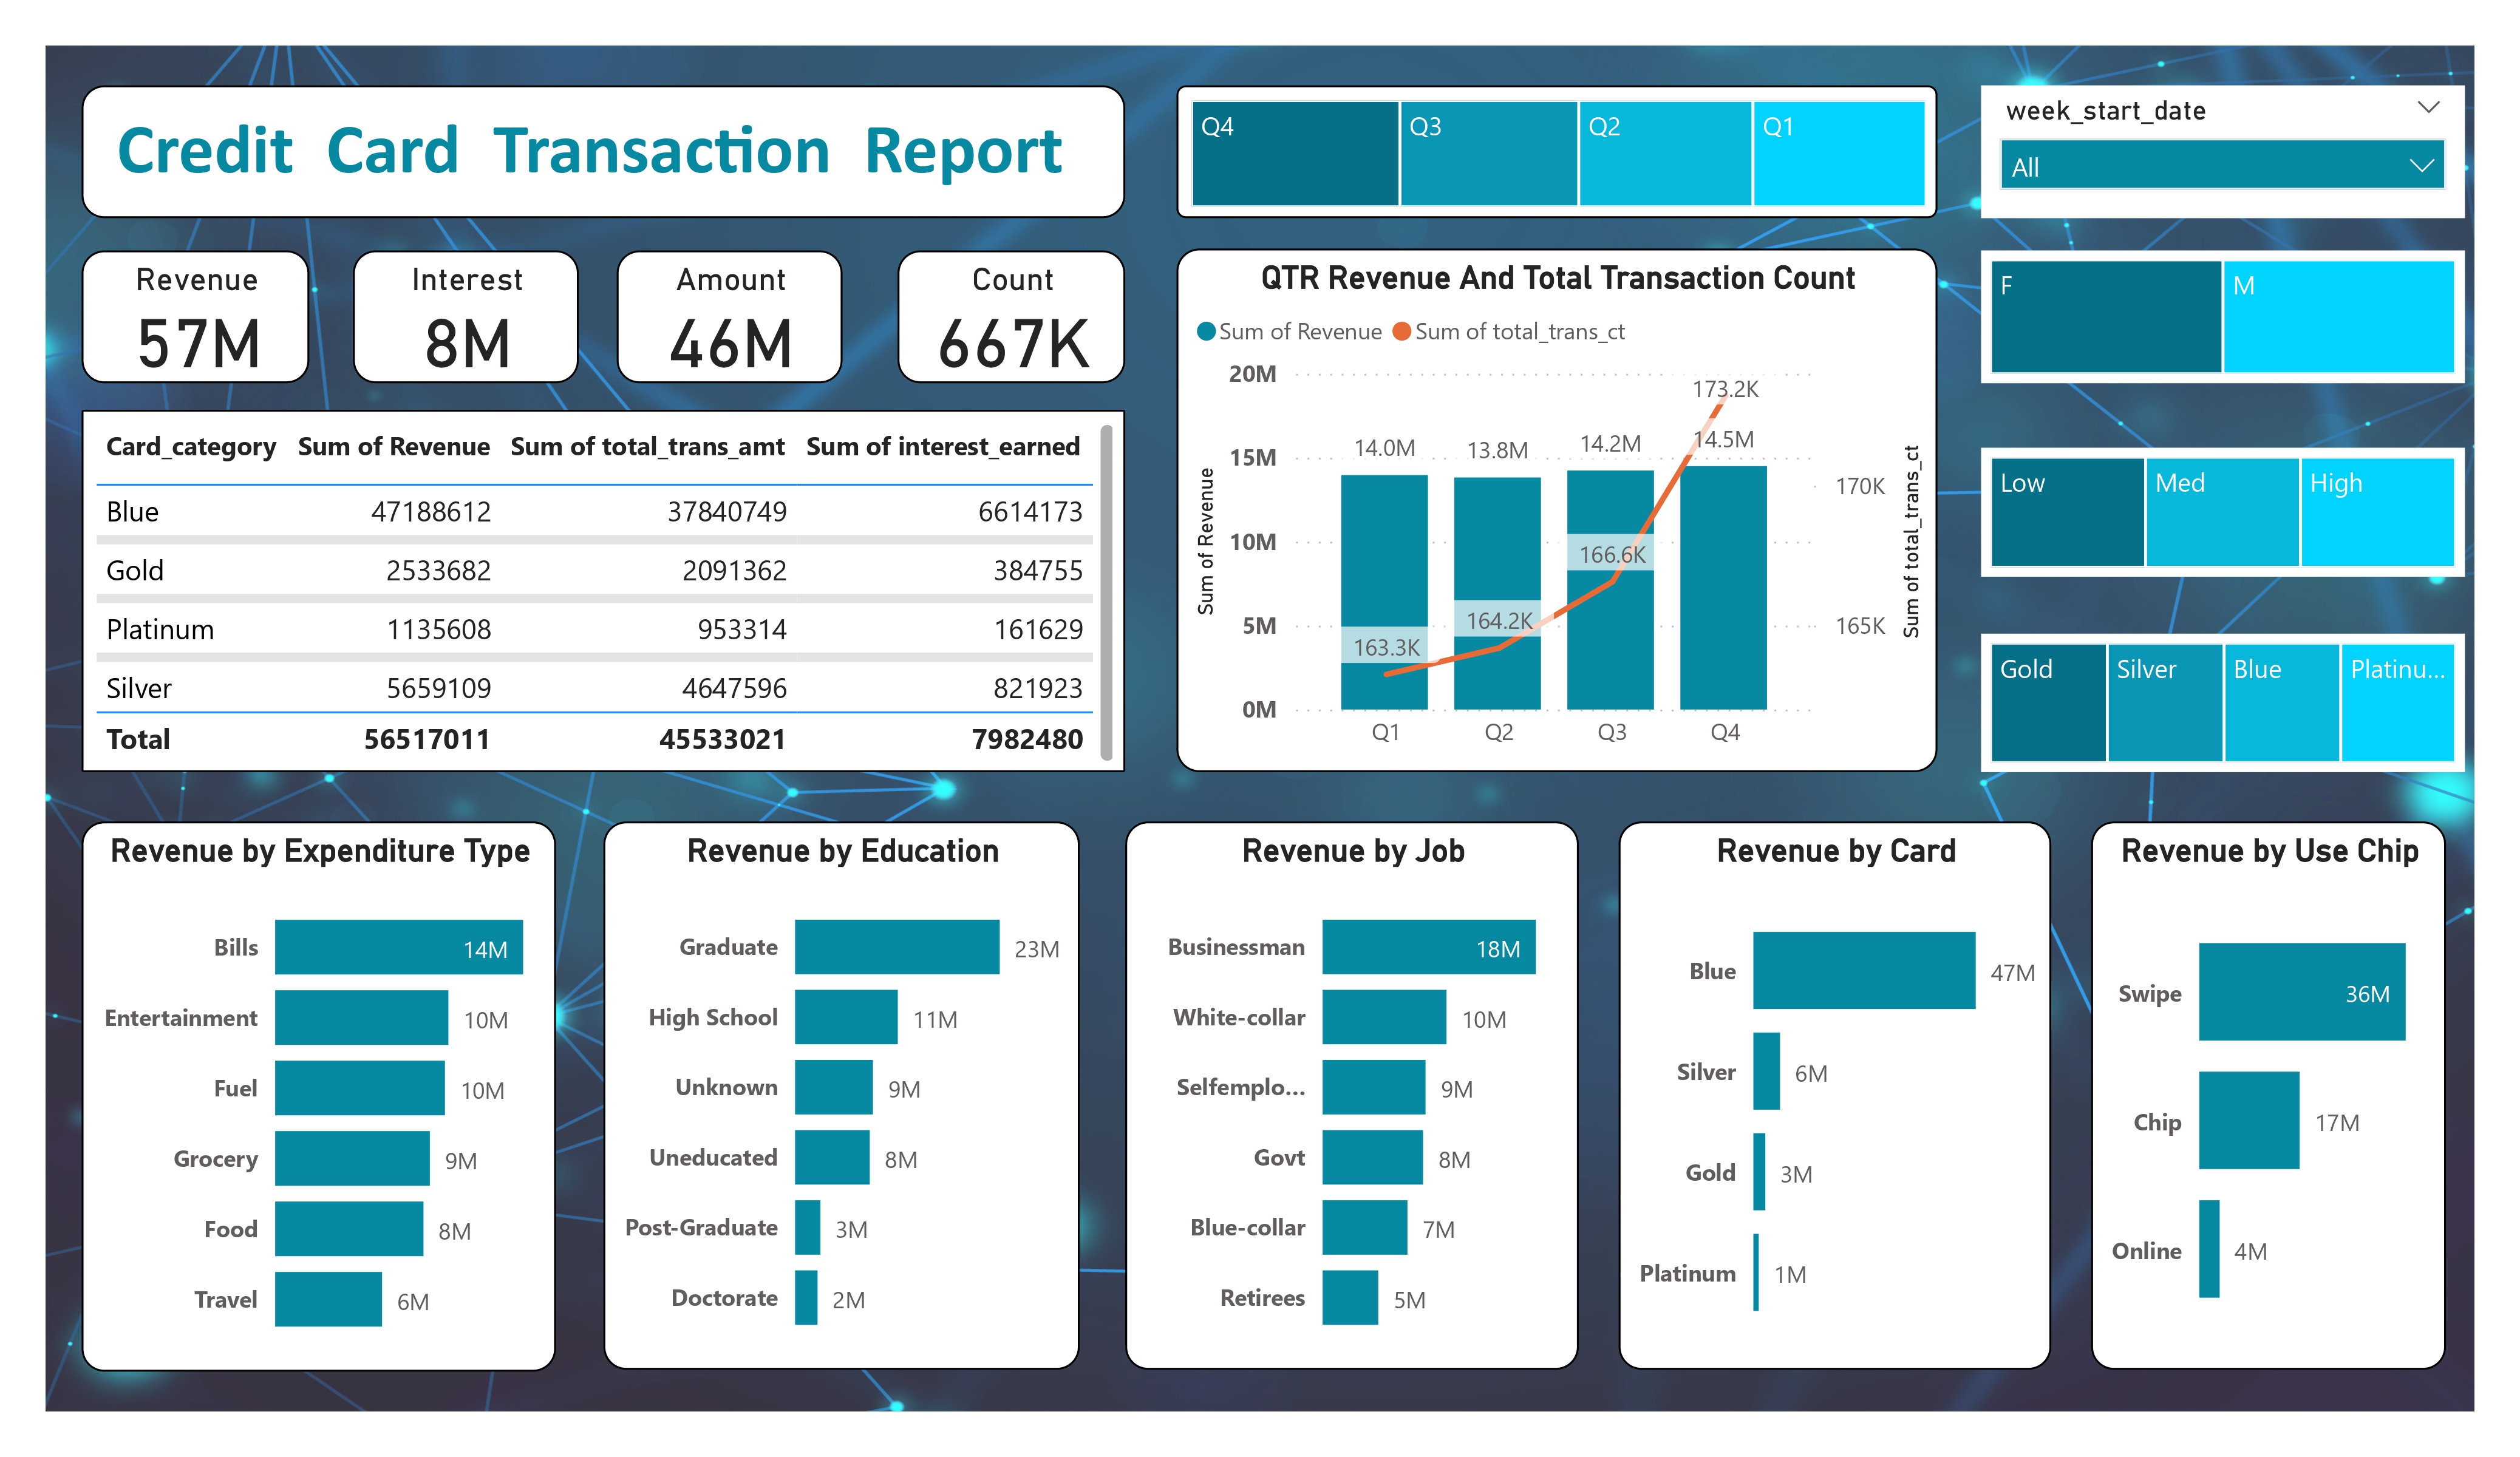 Credit Card Transaction Report
Q4 Q3 Q2 Q1
week_start_date
All
Revenue
57M
Interest
8M
Amount
46M
Count
667K
F M
Low Med High
Gold Silver Blue Platinu...
Card_category Sum of Revenue Sum of total_trans_amt Sum of interest_earned
Blue 47188612 37840749 6614173
Gold 2533682 2091362 384755
Platinum 1135608 953314 161629
Silver 5659109 4647596 821923
Total 56517011 45533021 7982480
QTR Revenue And Total Transaction Count
Sum of Revenue Sum of total_trans_ct
Sum of Revenue
20M
15M
10M
5M
0M
14.0M 13.8M 14.2M 14.5M
163.3K 164.2K 166.6K 173.2K
Q1 Q2 Q3 Q4
170K
165K
Sum of total_trans_ct
Revenue by Expenditure Type
Bills 14M
Entertainment 10M
Fuel 10M
Grocery 9M
Food 8M
Travel 6M
Revenue by Education
Graduate 23M
High School 11M
Unknown 9M
Uneducated 8M
Post-Graduate 3M
Doctorate 2M
Revenue by Job
Businessman 18M
White-collar 10M
Selfemplo... 9M
Govt 8M
Blue-collar 7M
Retirees 5M
Revenue by Card
Blue 47M
Silver 6M
Gold 3M
Platinum 1M
Revenue by Use Chip
Swipe 36M
Chip 17M
Online 4M